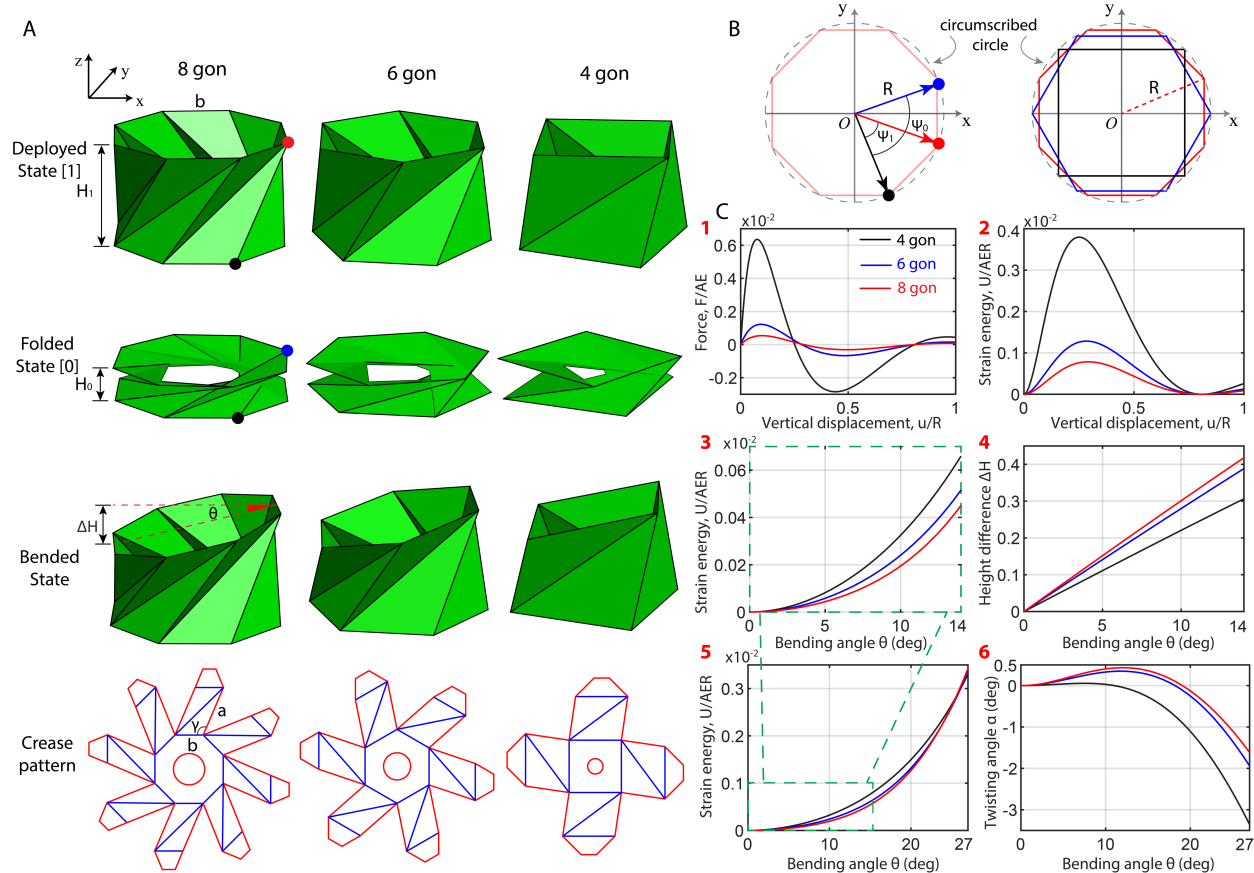 A
z
y
x
8 gon
6 gon
4 gon
b
Deployed
State [1]
H₁
Folded
State [0]
H₀
ΔH
θ
Bended
State
Crease
pattern
a
γ
b
B
y
circumscribed
circle
y
R
Ψ₀
Ψ₁
O
x
R
O
x
C
1
x10⁻²
0.6
0.4
0.2
0
-0.2
Force, F/AE
4 gon
6 gon
8 gon
0
0.5
1
Vertical displacement, u/R
2
x10⁻²
0.4
0.3
0.2
0.1
0
Strain energy, U/AER
0
0.5
1
Vertical displacement, u/R
3
x10⁻²
0.06
0.04
0.02
0
Strain energy, U/AER
0
5
10
14
Bending angle θ (deg)
4
0.4
0.3
0.2
0.1
0
Height difference ΔH
0
5
10
14
Bending angle θ (deg)
5
x10⁻²
0.3
0.2
0.1
0
Strain energy, U/AER
0
10
20
27
Bending angle θ (deg)
6
0.5
0
-1
-2
-3
Twisting angle α (deg)
0
10
20
27
Bending angle θ (deg)